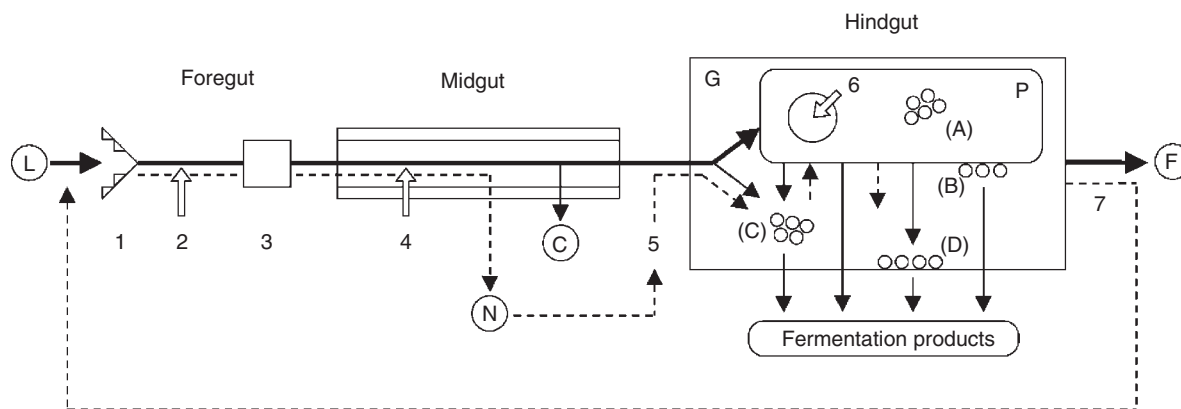 Hindgut
Foregut
Midgut
G
6
P
(A)
L
F
(B)
7
(C)
1
2
3
4
C
5
(D)
N
Fermentation products